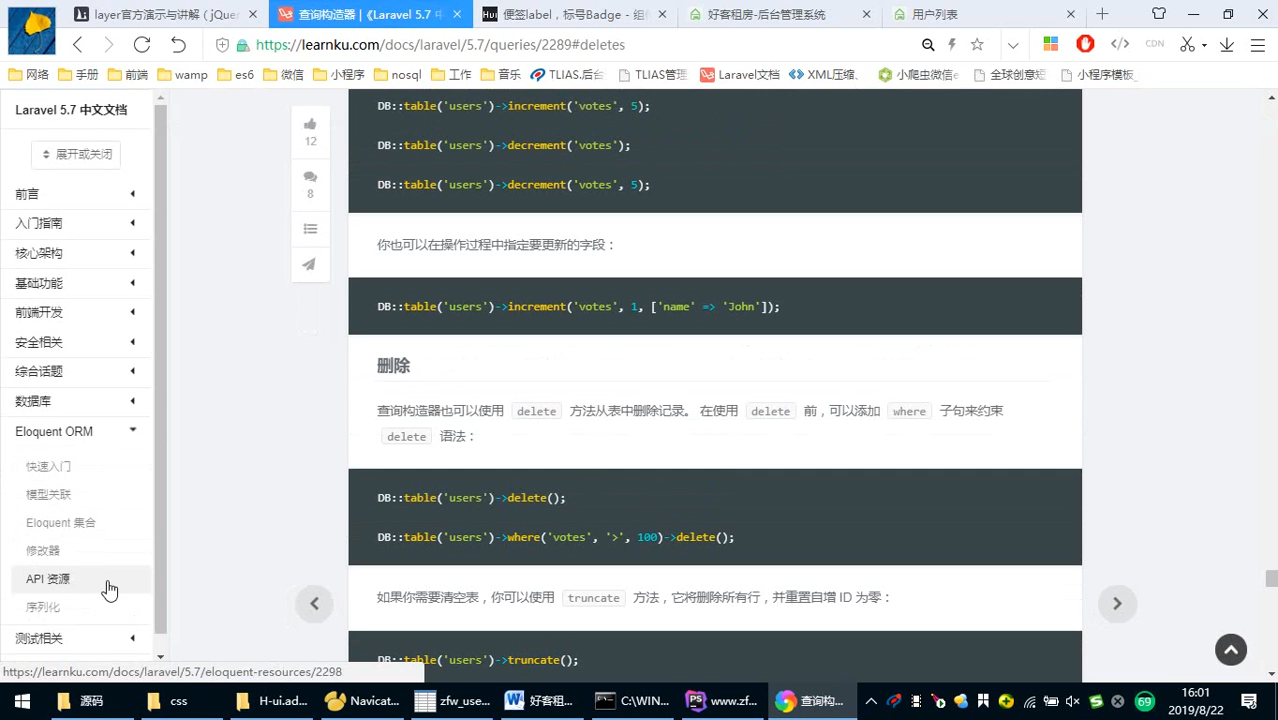 layer官方演示与讲解（jQue
查询构造器 |《Laravel 5.7 中
便签label，标号Badge - 组件
好客租房-后台管理系统
用户列表
https://learnku.com/docs/laravel/5.7/queries/2289#deletes
CDN
网络 手册 前端 wamp es6 微信 小程序 nosql 工作 音乐 TLIAS.后台 TLIAS管理 Laravel文档 XML压缩、 小爬虫微信e 全球创意短 小程序模板
Laravel 5.7 中文文档
展开或关闭
前言
入门指南
核心架构
基础功能
前端开发
安全相关
综合话题
数据库
Eloquent ORM
快速入门
模型关联
Eloquent 集合
修改器
API 资源
序列化
测试相关
12
8
DB::table('users')->increment('votes', 5);
DB::table('users')->decrement('votes');
DB::table('users')->decrement('votes', 5);
你也可以在操作过程中指定要更新的字段：
DB::table('users')->increment('votes', 1, ['name' => 'John']);
删除
查询构造器也可以使用 delete 方法从表中删除记录。 在使用 delete 前，可以添加 where 子句来约束
delete 语法：
DB::table('users')->delete();
DB::table('users')->where('votes', '>', 100)->delete();
如果你需要清空表，你可以使用 truncate 方法，它将删除所有行，并重置自增 ID 为零：
DB::table('users')->truncate();
https://learnku.com/docs/laravel/5.7/eloquent-resources/2298
源码 css H-ui.ad... Navicat... zfw_use... 好客租... C:\WIN... www.zf... 查询构... 69
16:01
2019/8/22